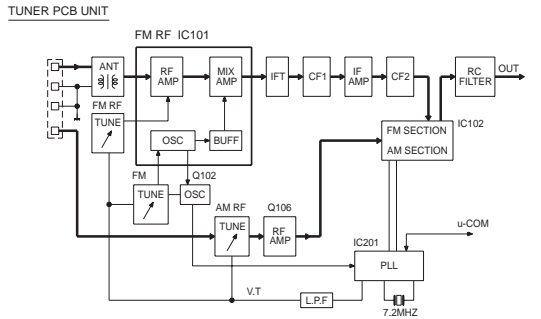 TUNER PCB UNIT
FM RF IC101
ANT
RF
AMP
MIX
AMP
IFT
CF1
IF
AMP
CF2
RC
FILTER
OUT
FM RF
TUNE
OSC
BUFF
FM SECTION
AM SECTION
IC102
FM
TUNE
Q102
OSC
AM RF
TUNE
Q106
RF
AMP
u-COM
IC201
PLL
V.T
L.P.F
7.2MHZ